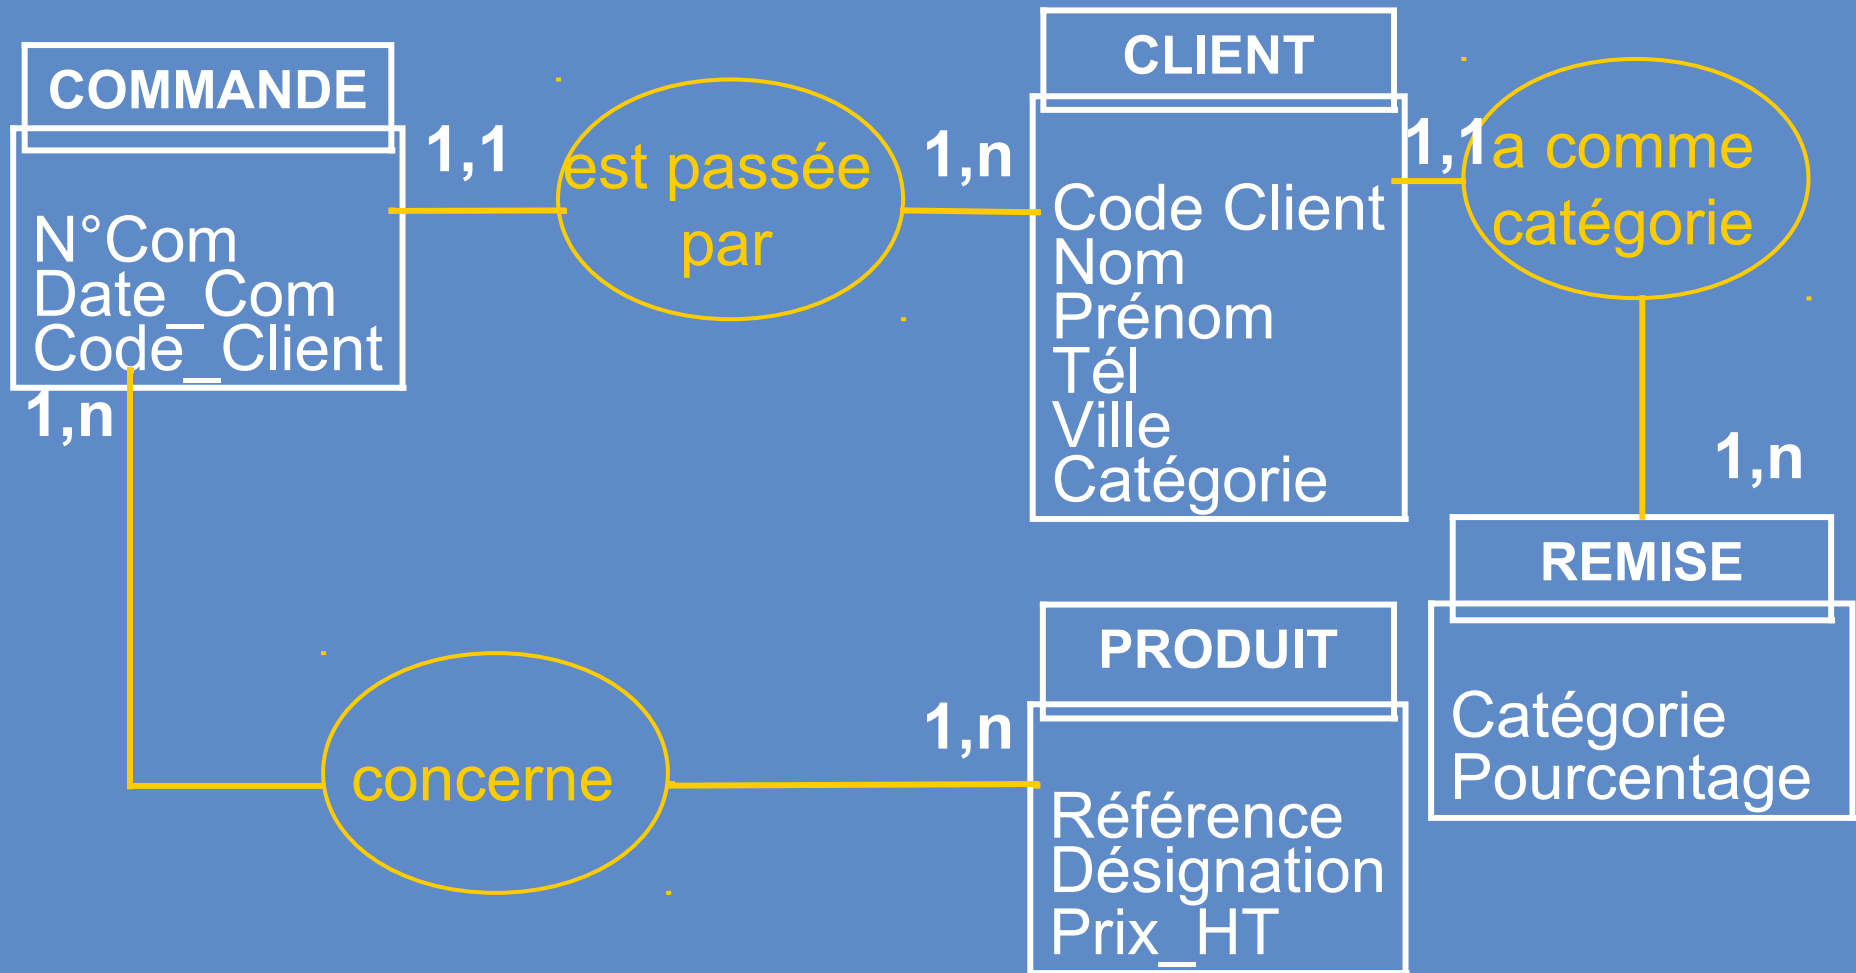 COMMANDE
N°Com
Date_Com
Code_Client
1,1
est passée
par
1,n
CLIENT
Code Client
Nom
Prénom
Tél
Ville
Catégorie
1,1
a comme
catégorie
1,n
REMISE
Catégorie
Pourcentage
1,n
concerne
1,n
PRODUIT
Référence
Désignation
Prix_HT